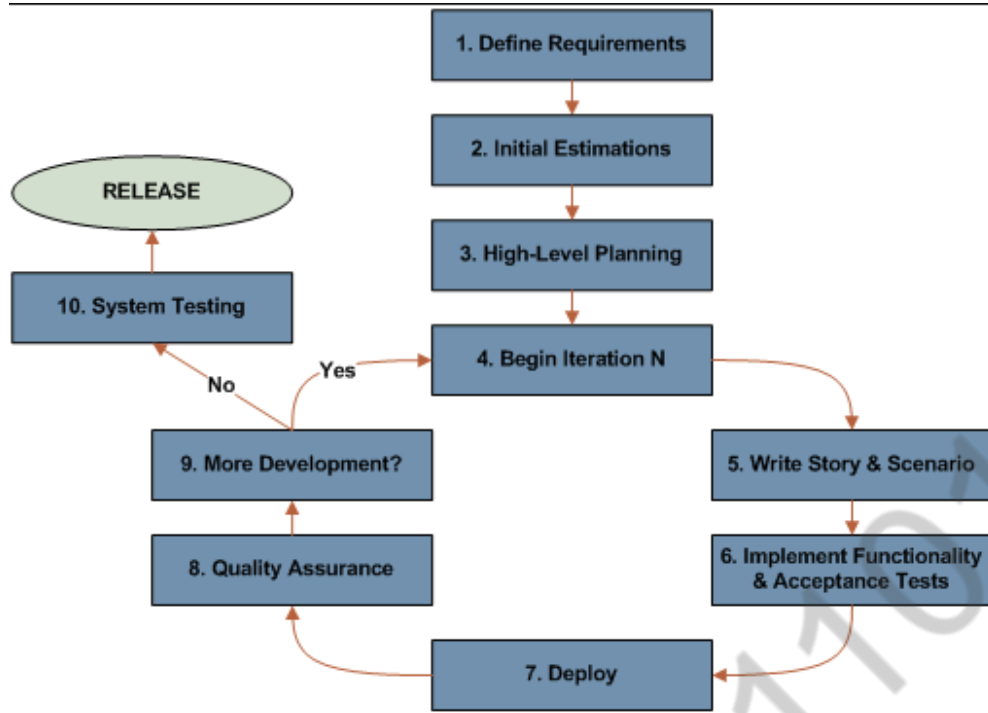 1. Define Requirements
2. Initial Estimations
RELEASE
3. High-Level Planning
10. System Testing
4. Begin Iteration N
Yes
No
9. More Development?
5. Write Story & Scenario
8. Quality Assurance
6. Implement Functionality
& Acceptance Tests
7. Deploy
1101